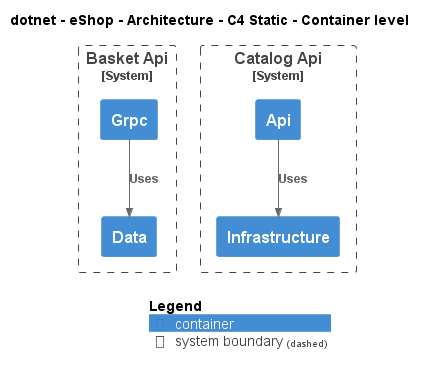 dotnet - eShop - Architecture - C4 Static - Container level
Basket Api
[System]
Grpc
Uses
Data
Catalog Api
[System]
Api
Uses
Infrastructure
Legend
container
system boundary (dashed)